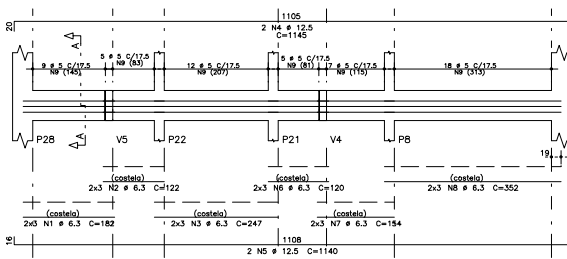 1105
20
2 N4 ø 12.5
C=1145
A
9 ø 5 C/17.5
N9 (145)
5 ø 5 C/17.5
N9 (83)
12 ø 5 C/17.5
N9 (207)
5 ø 5 C/17.5
N9 (81)
7 ø 5 C/17.5
N9 (115)
18 ø 5 C/17.5
N9 (313)
A
P28
V5
P22
P21
V4
P8
19
(costela)
2x3 N2 ø 6.3 C=122
(costela)
2x3 N6 ø 6.3 C=120
(costela)
2x3 N8 ø 6.3 C=352
(costela)
2x3 N1 ø 6.3 C=182
(costela)
2x3 N3 ø 6.3 C=247
(costela)
2x3 N7 ø 6.3 C=154
16
1108
2 N5 ø 12.5 C=1140